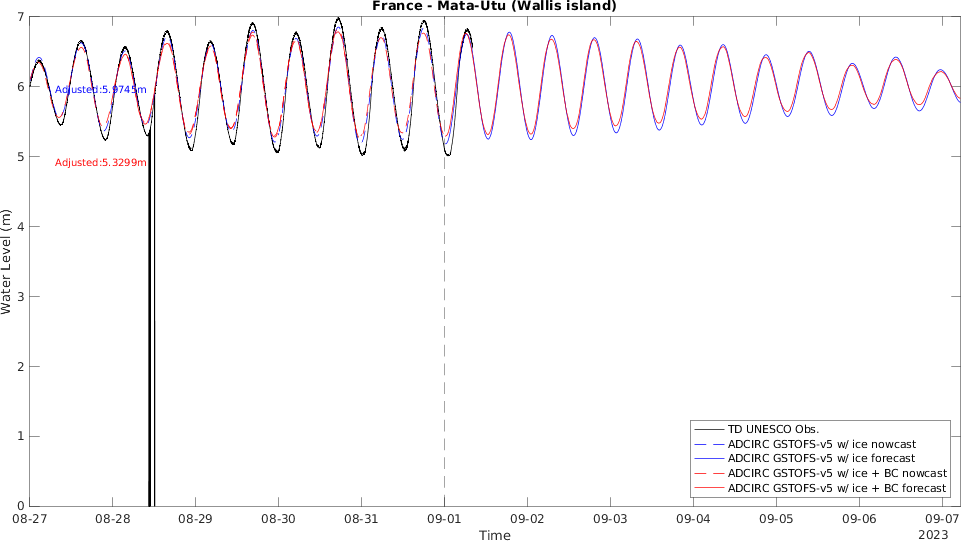 France - Mata-Utu (Wallis island)
7
6
5
4
3
2
1
0
Water Level (m)
Adjusted:5.9745m
Adjusted:5.3299m
TD UNESCO Obs.
ADCIRC GSTOFS-v5 w/ ice nowcast
ADCIRC GSTOFS-v5 w/ ice forecast
ADCIRC GSTOFS-v5 w/ ice + BC nowcast
ADCIRC GSTOFS-v5 w/ ice + BC forecast
08-27 08-28 08-29 08-30 08-31 09-01 09-02 09-03 09-04 09-05 09-06 09-07
Time
2023